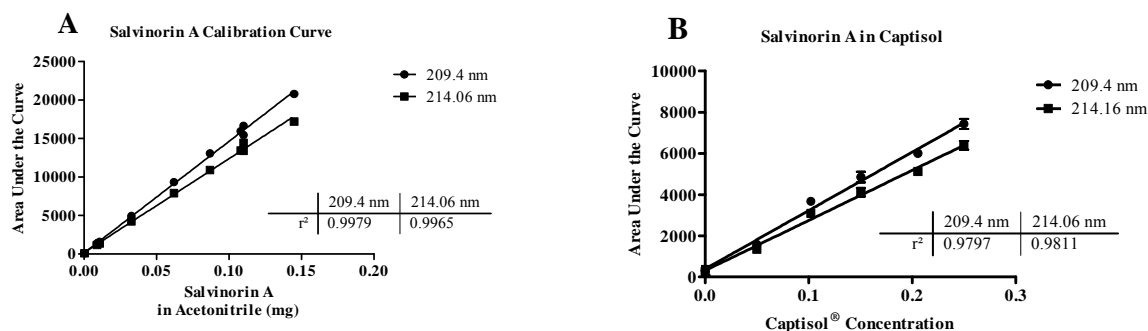 A
Salvinorin A Calibration Curve
25000
20000
15000
10000
5000
0
0.00
0.05
0.10
0.15
0.20
Area Under the Curve
Salvinorin A
in Acetonitrile (mg)
209.4 nm
214.06 nm
209.4 nm 214.06 nm
r² 0.9979 0.9965
B
Salvinorin A in Captisol
10000
8000
6000
4000
2000
0
0.0
0.1
0.2
0.3
Area Under the Curve
Captisol® Concentration
209.4 nm
214.16 nm
209.4 nm 214.06 nm
r² 0.9797 0.9811